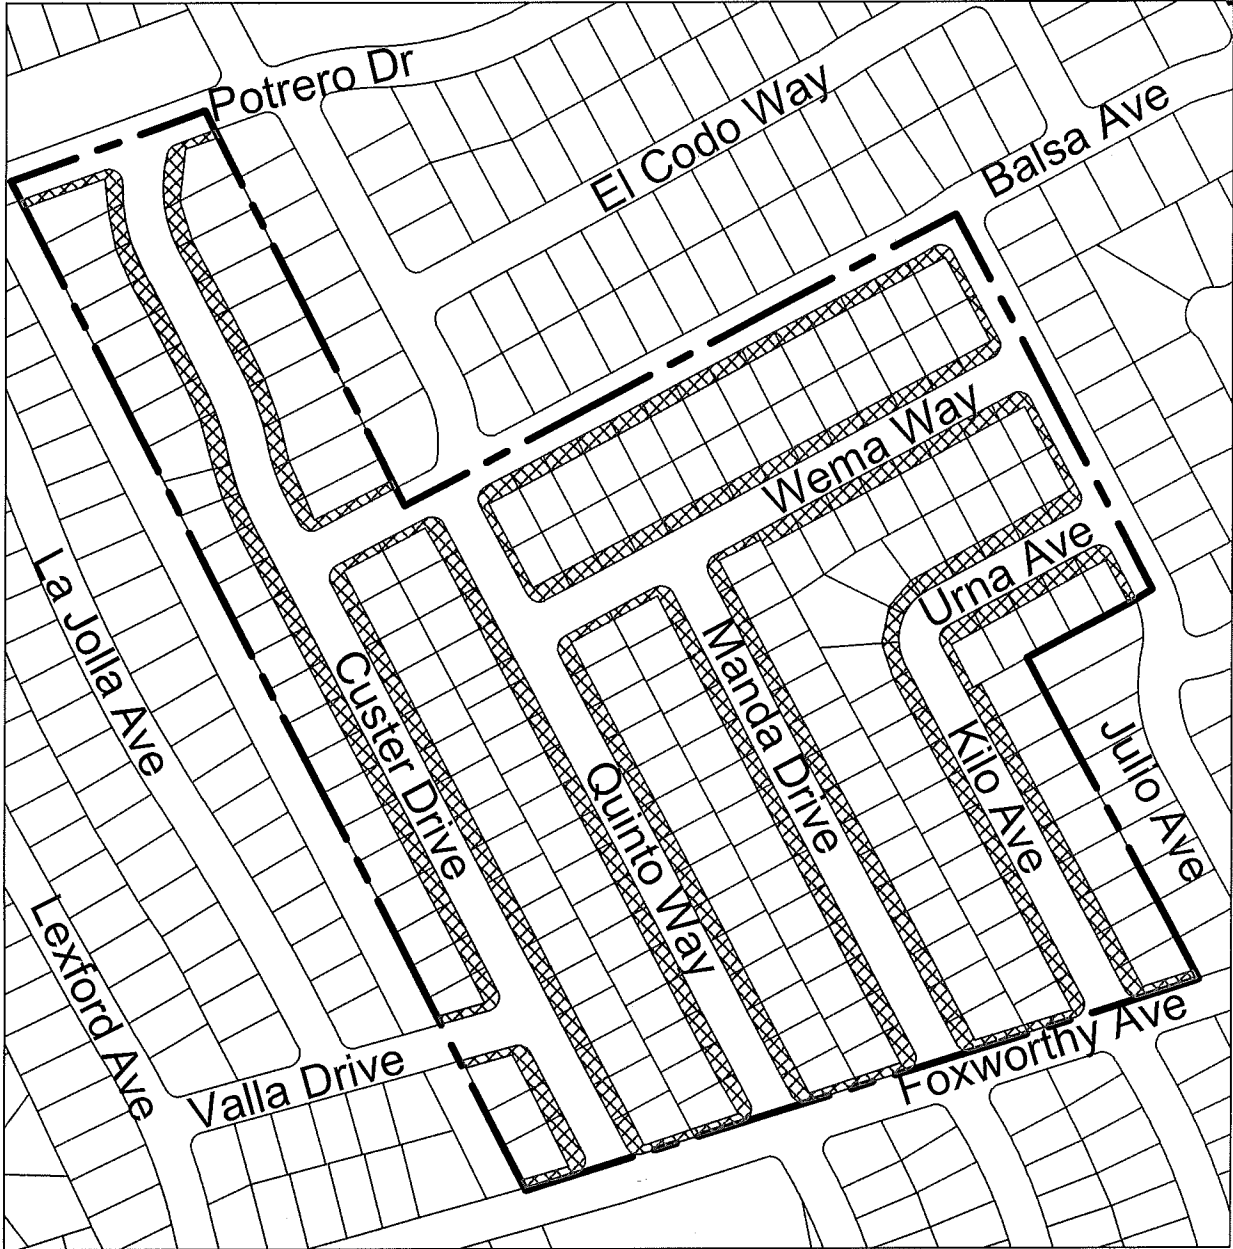 Potrero Dr
El Codo Way
Balsa Ave
Wema Way
Urna Ave
La Jolla Ave
Custer Drive
Manda Drive
Quinto Way
Kilo Ave
Julio Ave
Lexford Ave
Valla Drive
Foxworthy Ave